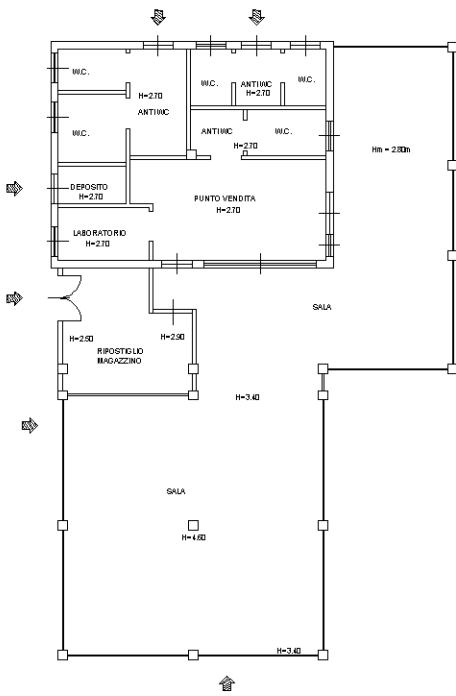 W.C.
H=2.70
ANTIWC
W.C.
ANTIWC
H=2.70
W.C.
W.C.
ANTIWC
W.C.
H=2.70
Hm = 2.80m
DEPOSITO
H=2.70
PUNTO VENDITA
H=2.70
LABORATORIO
H=2.70
SALA
H=2.50
H=2.90
RIPOSTIGLIO
MAGAZZINO
H=3.40
SALA
H=4.60
H=3.40